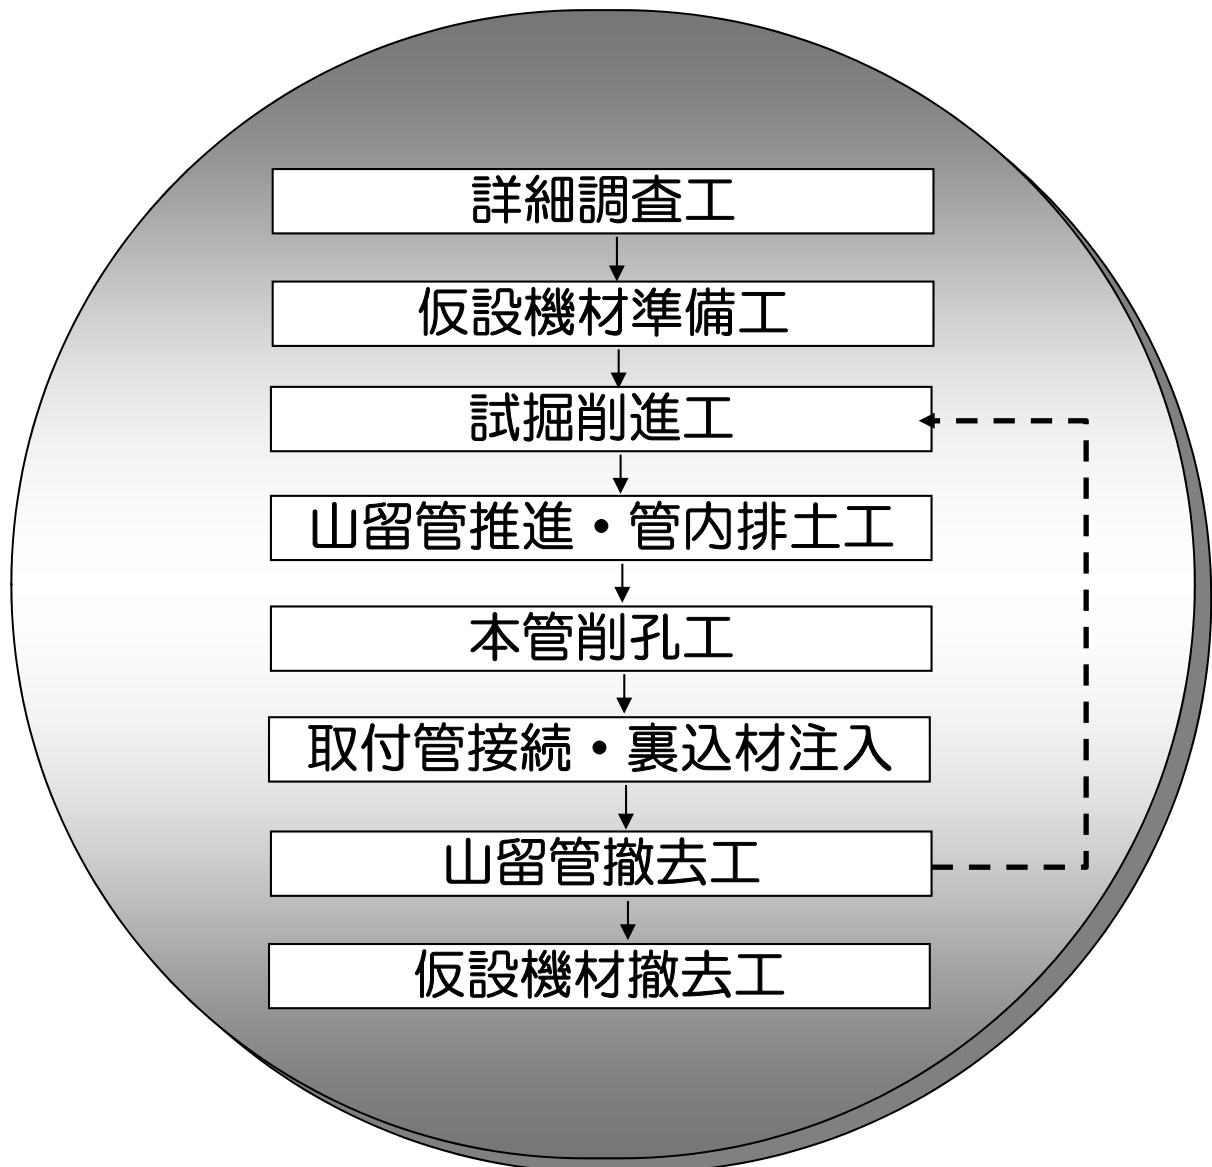 詳細調査工
仮設機材準備工
試掘削進工
山留管推進・管内排土工
本管削孔工
取付管接続・裏込材注入
山留管撤去工
仮設機材撤去工